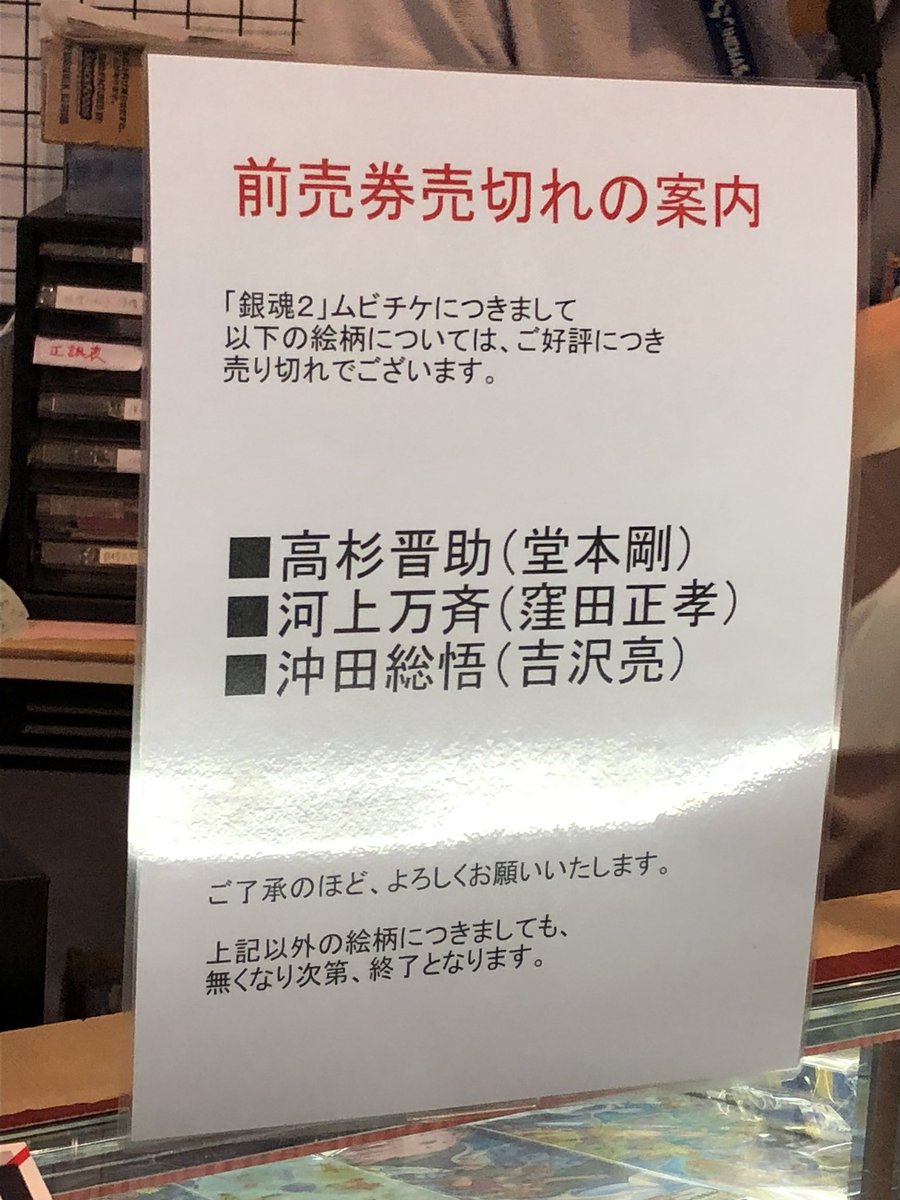 前売券売切れの案内
「銀魂２」ムビチケにつきまして
以下の絵柄については、ご好評につき
売り切れでございます。
■高杉晋助（堂本剛）
■河上万斉（窪田正孝）
■沖田総悟（吉沢亮）
ご了承のほど、よろしくお願いいたします。
上記以外の絵柄につきましても、
無くなり次第、終了となります。
正誤表